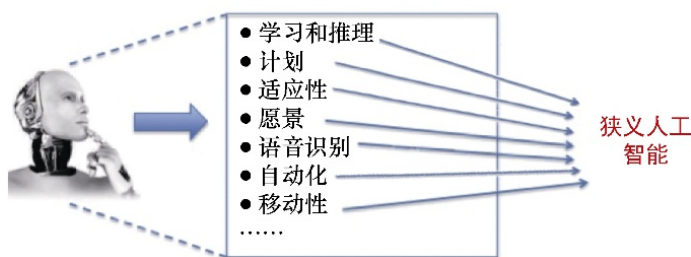 ● 学习和推理
● 计划
● 适应性
● 愿景
● 语音识别
● 自动化
● 移动性
……
狭义人工
智能